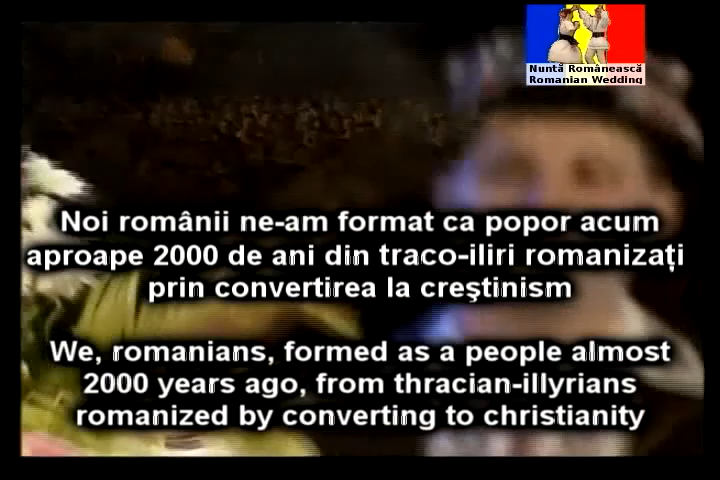 Nuntă Românească
Romanian Wedding
Noi românii ne-am format ca popor acum
aproape 2000 de ani din traco-iliri romanizați
prin convertirea la creştinism
We, romanians, formed as a people almost
2000 years ago, from thracian-illyrians
romanized by converting to christianity